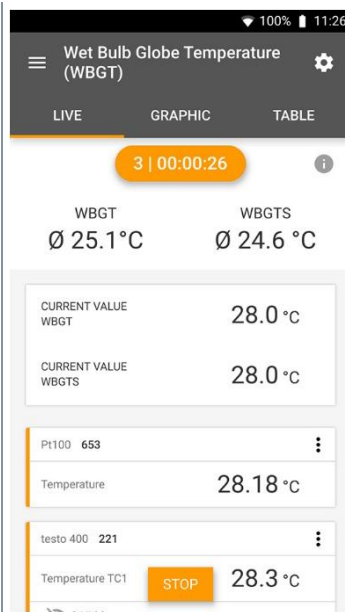 100% 11:26
Wet Bulb Globe Temperature
(WBGT)
LIVE GRAPHIC TABLE
3 | 00:00:26
WBGT WBGTS
Ø 25.1°C Ø 24.6 °C
CURRENT VALUE
WBGT 28.0 °C
CURRENT VALUE
WBGTS 28.0 °C
Pt100 653
Temperature 28.18 °C
testo 400 221
Temperature TC1 28.3 °C
STOP